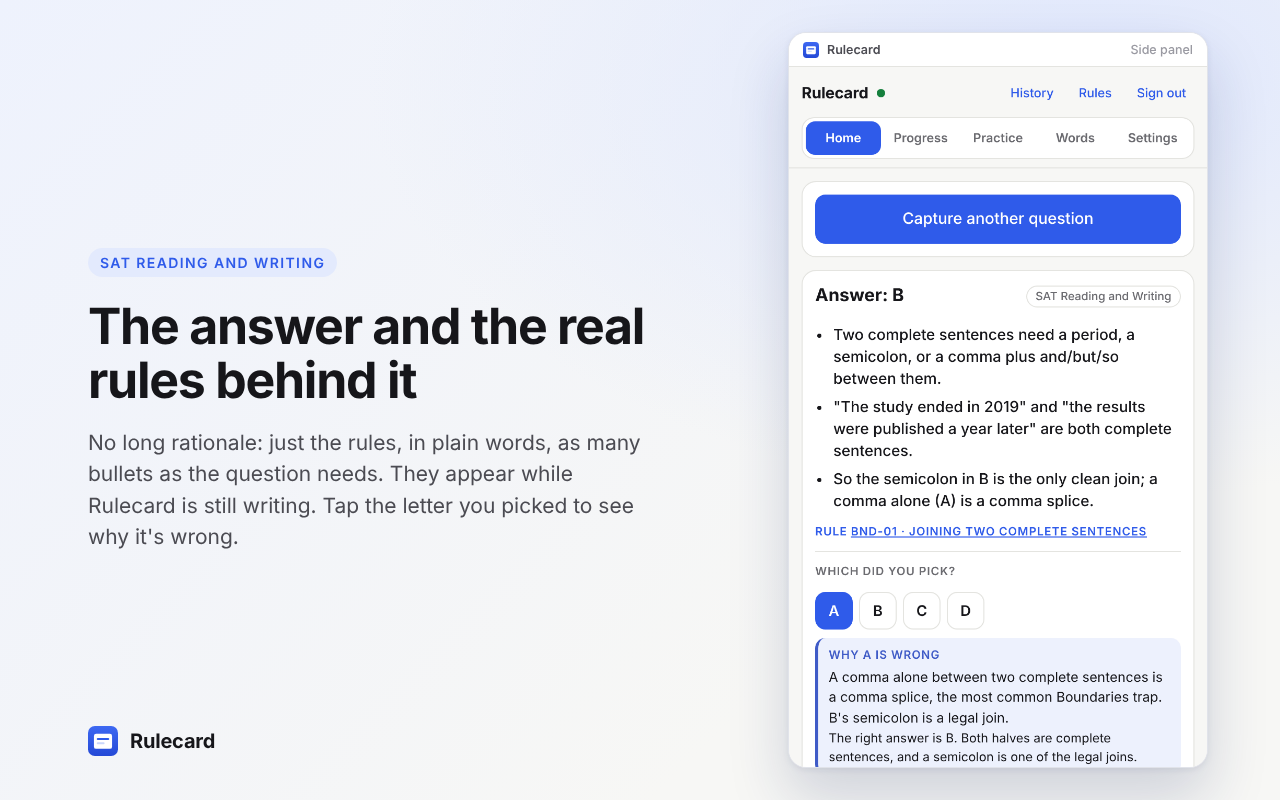 SAT READING AND WRITING
The answer and the real
rules behind it
No long rationale: just the rules, in plain words, as many
bullets as the question needs. They appear while
Rulecard is still writing. Tap the letter you picked to see
why it's wrong.
Rulecard
Rulecard
Side panel
Rulecard
History
Rules
Sign out
Home
Progress
Practice
Words
Settings
Capture another question
Answer: B
SAT Reading and Writing
• Two complete sentences need a period, a
semicolon, or a comma plus and/but/so
between them.
• "The study ended in 2019" and "the results
were published a year later" are both complete
sentences.
• So the semicolon in B is the only clean join; a
comma alone (A) is a comma splice.
RULE BND-01 · JOINING TWO COMPLETE SENTENCES
WHICH DID YOU PICK?
A
B
C
D
WHY A IS WRONG
A comma alone between two complete sentences is
a comma splice, the most common Boundaries trap.
B's semicolon is a legal join.
The right answer is B. Both halves are complete
sentences, and a semicolon is one of the legal joins.